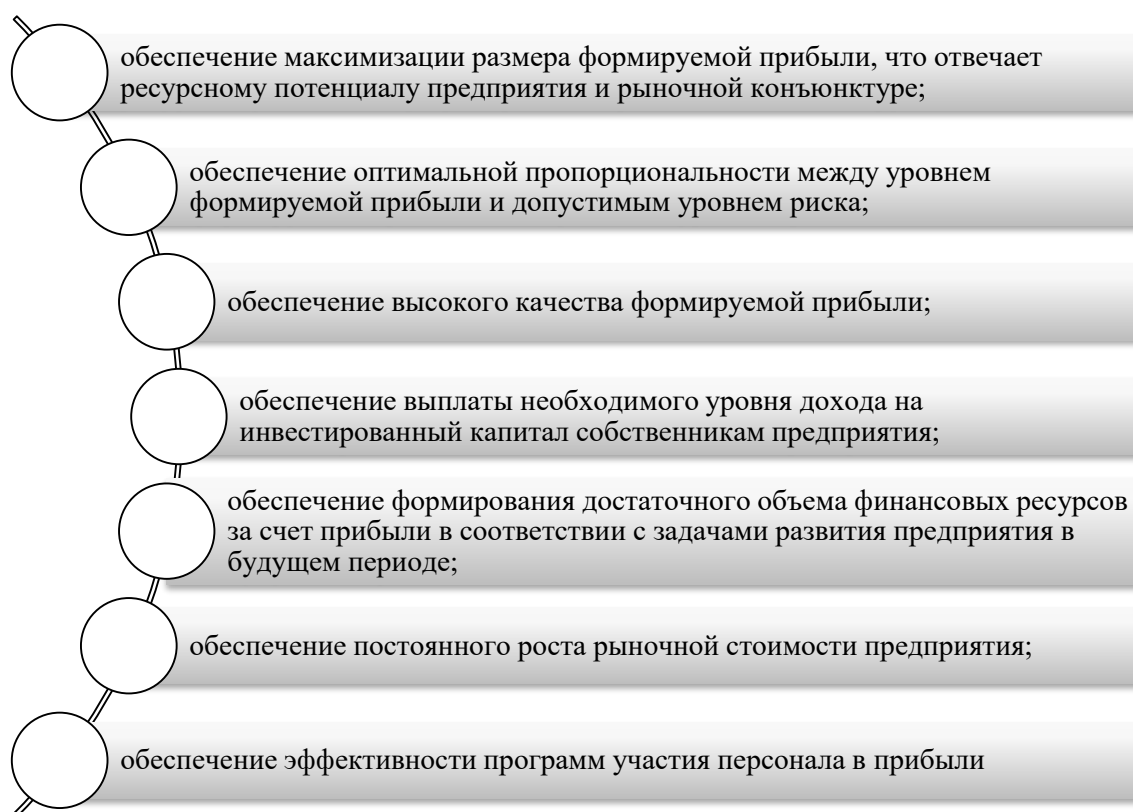 обеспечение максимизации размера формируемой прибыли, что отвечает
ресурсному потенциалу предприятия и рыночной конъюнктуре;
обеспечение оптимальной пропорциональности между уровнем
формируемой прибыли и допустимым уровнем риска;
обеспечение высокого качества формируемой прибыли;
обеспечение выплаты необходимого уровня дохода на
инвестированный капитал собственникам предприятия;
обеспечение формирования достаточного объема финансовых ресурсов
за счет прибыли в соответствии с задачами развития предприятия в
будущем периоде;
обеспечение постоянного роста рыночной стоимости предприятия;
обеспечение эффективности программ участия персонала в прибыли